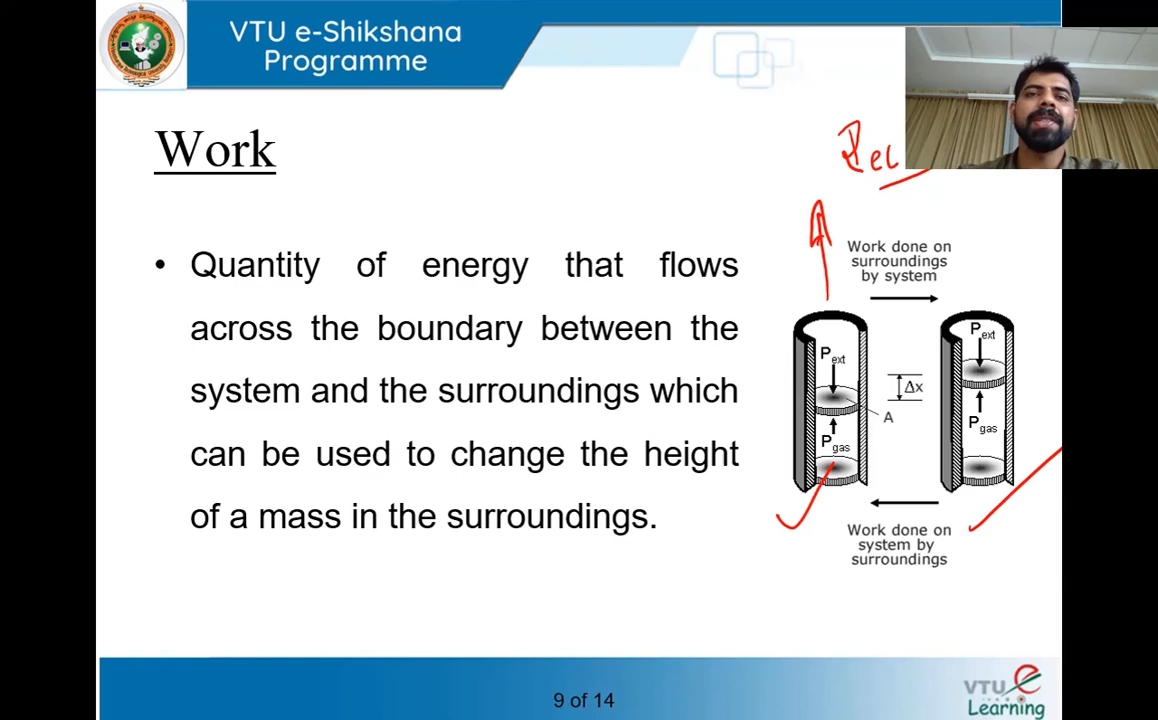 VTU e-Shikshana
Programme
Work
• Quantity of energy that flows
across the boundary between the
system and the surroundings which
can be used to change the height
of a mass in the surroundings.
Work done on
surroundings
by system
Pext
Pext
Δx
A
Pgas
Pgas
Work done on
system by
surroundings
9 of 14
VTU e
Learning